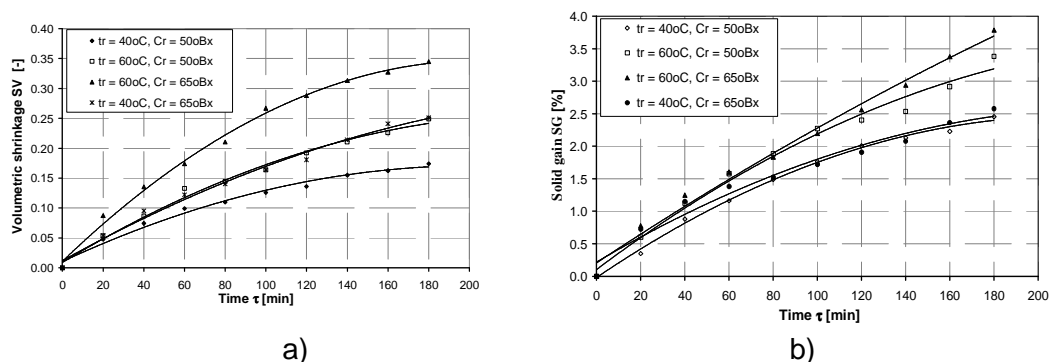 0.40
0.35
0.30
0.25
0.20
0.15
0.10
0.05
0.00
Volumetric shrinkage SV [-]
tr = 40oC, Cr = 50oBx
tr = 60oC, Cr = 50oBx
tr = 60oC, Cr = 65oBx
tr = 40oC, Cr = 65oBx
0 20 40 60 80 100 120 140 160 180 200
Time τ [min]
a)
4.0
3.5
3.0
2.5
2.0
1.5
1.0
0.5
0.0
Solid gain SG [%]
tr = 40oC, Cr = 50oBx
tr = 60oC, Cr = 50oBx
tr = 60oC, Cr = 65oBx
tr = 40oC, Cr = 65oBx
0 20 40 60 80 100 120 140 160 180 200
Time τ [min]
b)